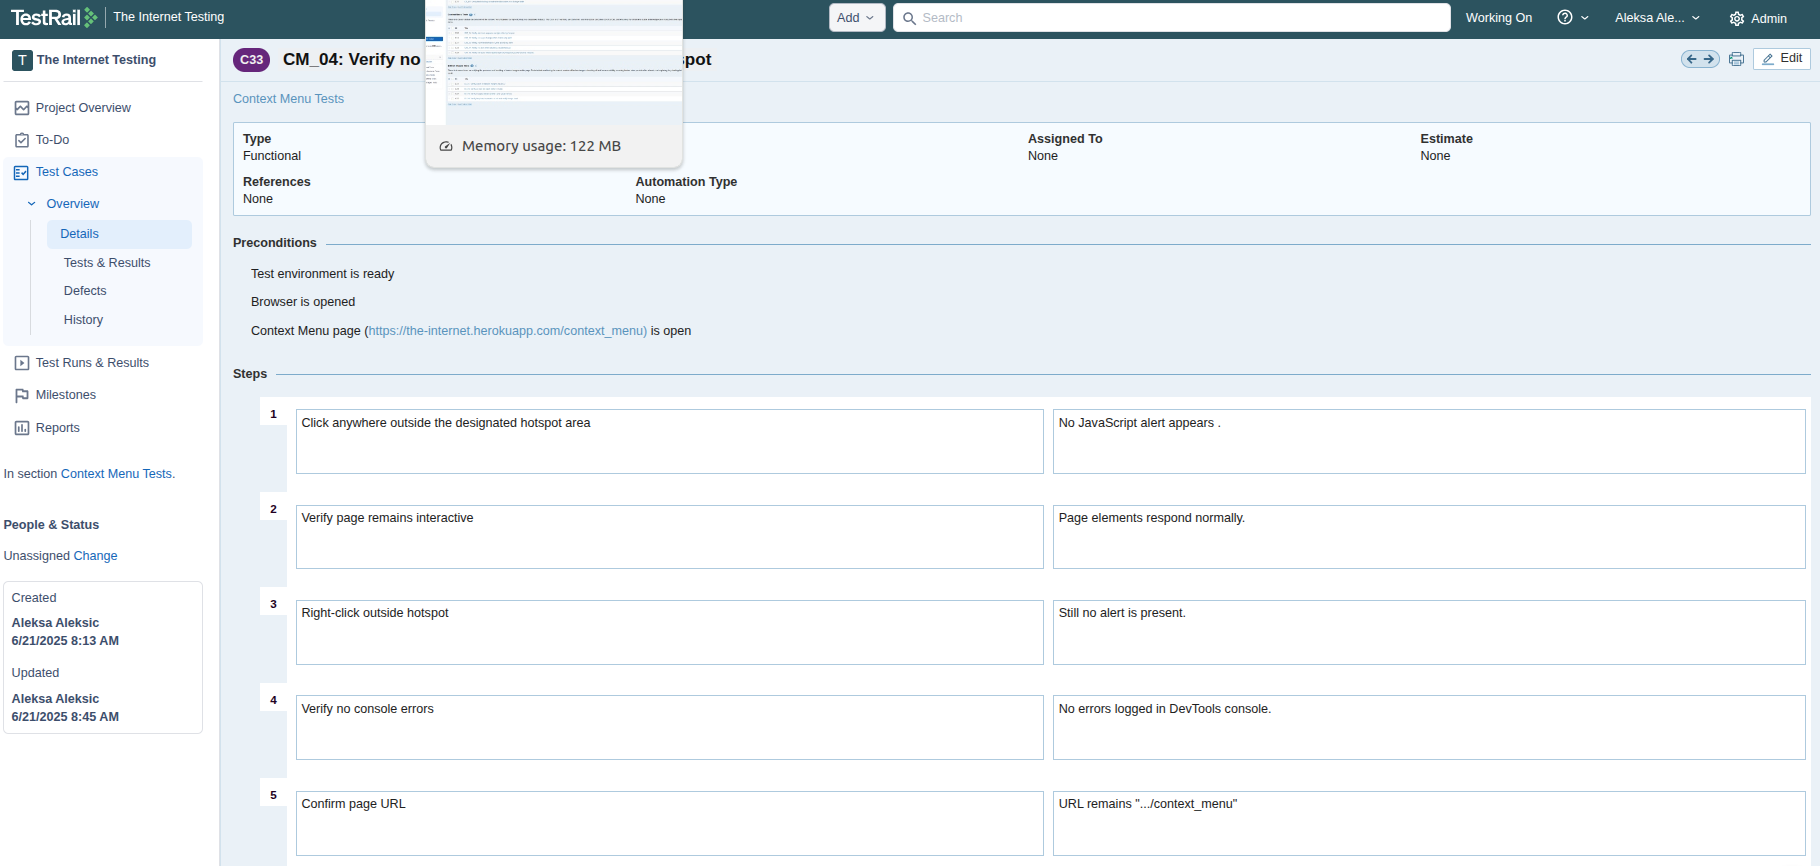 TestRail The Internet Testing
Add
Search
Working On
Aleksa Ale...
Admin
T The Internet Testing
Project Overview
To-Do
Test Cases
Overview
Details
Tests & Results
Defects
History
Test Runs & Results
Milestones
Reports
In section Context Menu Tests.
People & Status
Unassigned Change
Created
Aleksa Aleksic
6/21/2025 8:13 AM
Updated
Aleksa Aleksic
6/21/2025 8:45 AM
C33 CM_04: Verify no
pot
Edit
Memory usage: 122 MB
Context Menu Tests
Type
Functional
Assigned To
None
Estimate
None
References
None
Automation Type
None
Preconditions
Test environment is ready
Browser is opened
Context Menu page (https://the-internet.herokuapp.com/context_menu) is open
Steps
1
Click anywhere outside the designated hotspot area
No JavaScript alert appears .
2
Verify page remains interactive
Page elements respond normally.
3
Right-click outside hotspot
Still no alert is present.
4
Verify no console errors
No errors logged in DevTools console.
5
Confirm page URL
URL remains ".../context_menu"